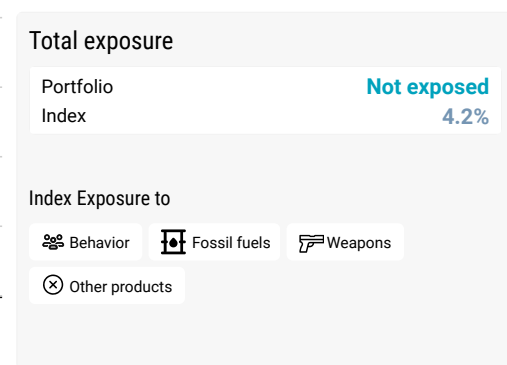 Total exposure
Portfolio Not exposed
Index 4.2%
Index Exposure to
Behavior Fossil fuels Weapons
Other products